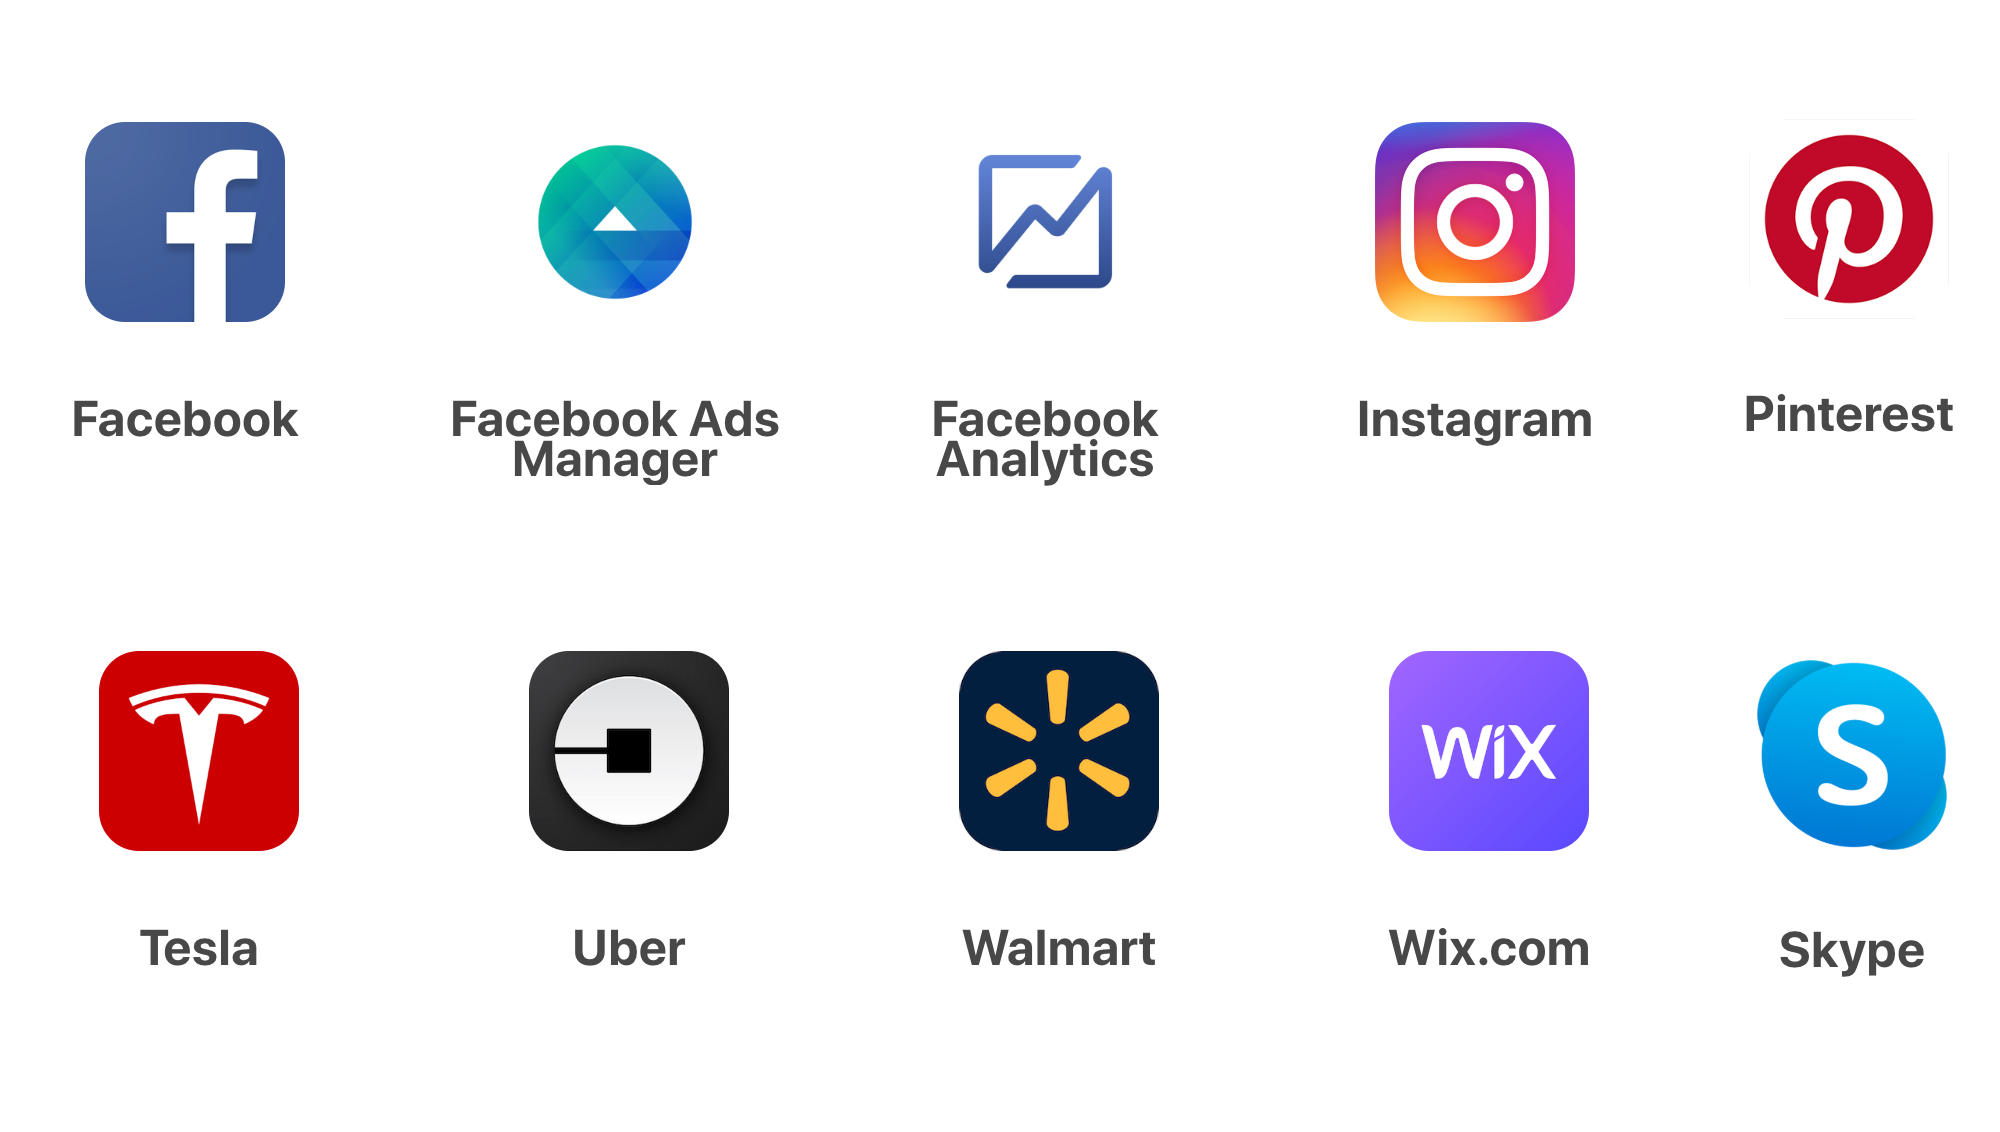 Facebook
Facebook Ads
Manager
Facebook
Analytics
Instagram
Pinterest
WiX
Tesla
Uber
Walmart
Wix.com
Skype